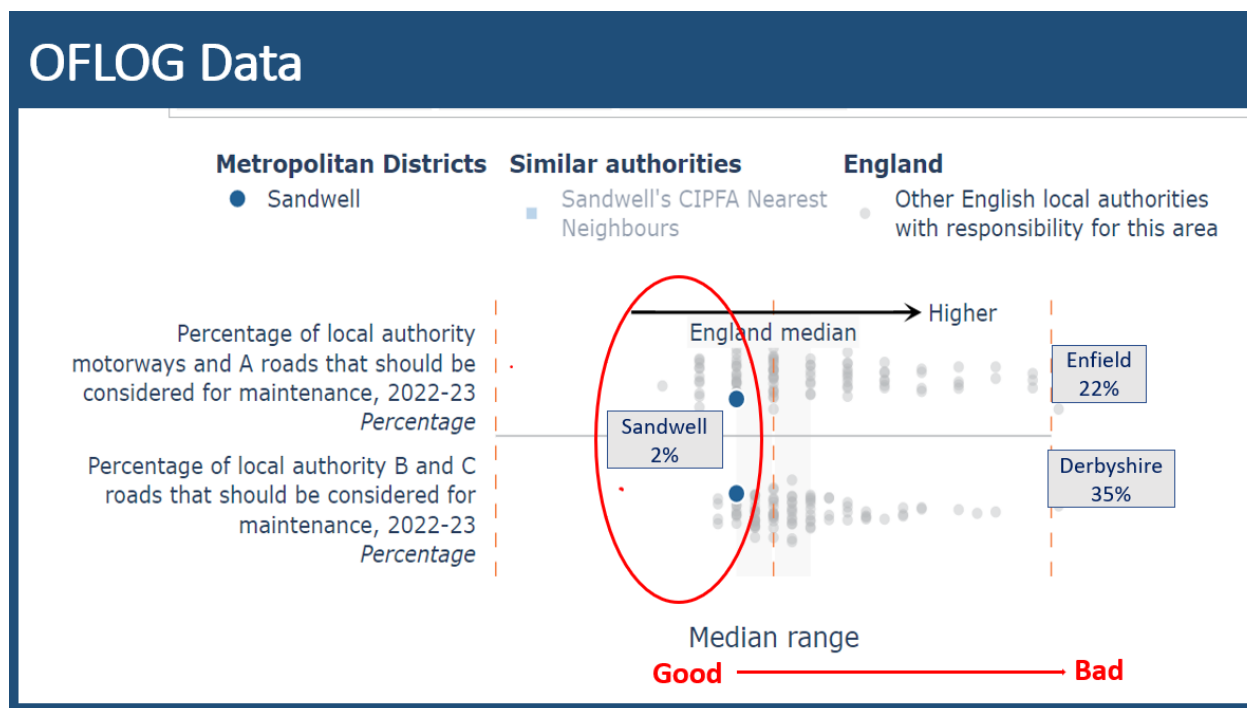 OFLOG Data
Metropolitan Districts
Sandwell
Similar authorities
Sandwell's CIPFA Nearest
Neighbours
England
Other English local authorities
with responsibility for this area
Higher
England median
Percentage of local authority
motorways and A roads that should be
considered for maintenance, 2022-23
Percentage
Enfield
22%
Sandwell
2%
Percentage of local authority B and C
roads that should be considered for
maintenance, 2022-23
Percentage
Derbyshire
35%
Median range
Good
Bad